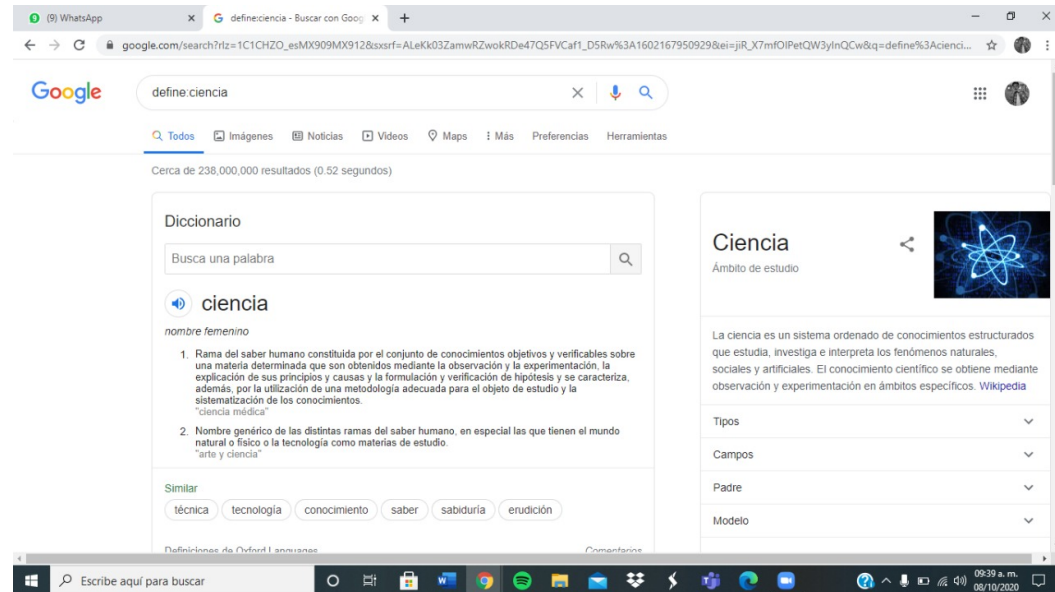 (9) WhatsApp
define:ciencia - Buscar con Goog
google.com/search?rlz=1C1CHZO_esMX909MX912&sxsrf=ALeKk03ZamwRZwokRDe47Q5FVCaf1_D5Rw%3A1602167950929&ei=jiR_X7mfOIPetQW3yInQCw&q=define%3Acienci...
Google
define:ciencia
Todos Imágenes Noticias Videos Maps Más Preferencias Herramientas
Cerca de 238,000,000 resultados (0.52 segundos)
Diccionario
Busca una palabra
ciencia
nombre femenino
1. Rama del saber humano constituida por el conjunto de conocimientos objetivos y verificables sobre
una materia determinada que son obtenidos mediante la observación y la experimentación, la
explicación de sus principios y causas y la formulación y verificación de hipótesis y se caracteriza,
además, por la utilización de una metodología adecuada para el objeto de estudio y la
sistematización de los conocimientos.
"ciencia médica"
2. Nombre genérico de las distintas ramas del saber humano, en especial las que tienen el mundo
natural o físico o la tecnología como materias de estudio.
"arte y ciencia"
Similar
técnica tecnología conocimiento saber sabiduría erudición
Definiciones de Oxford Languages Comentarios
Ciencia
Ámbito de estudio
La ciencia es un sistema ordenado de conocimientos estructurados
que estudia, investiga e interpreta los fenómenos naturales,
sociales y artificiales. El conocimiento científico se obtiene mediante
observación y experimentación en ámbitos específicos. Wikipedia
Tipos
Campos
Padre
Modelo
Escribe aquí para buscar
09:39 a. m.
08/10/2020